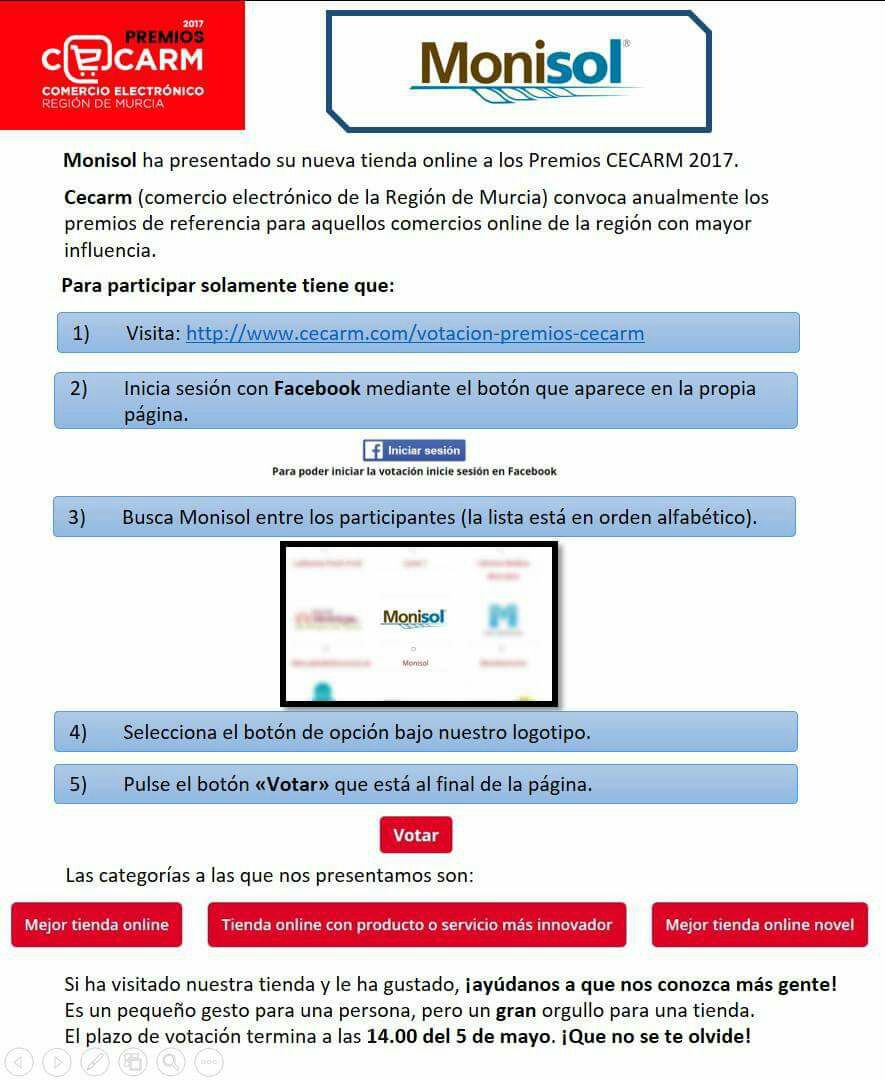 2017
PREMIOS
CECARM
COMERCIO ELECTRÓNICO
REGIÓN DE MURCIA
Monisol®
Monisol ha presentado su nueva tienda online a los Premios CECARM 2017.
Cecarm (comercio electrónico de la Región de Murcia) convoca anualmente los
premios de referencia para aquellos comercios online de la región con mayor
influencia.
Para participar solamente tiene que:
1) Visita: http://www.cecarm.com/votacion-premios-cecarm
2) Inicia sesión con Facebook mediante el botón que aparece en la propia
página.
f Iniciar sesión
Para poder iniciar la votación inicie sesión en Facebook
3) Busca Monisol entre los participantes (la lista está en orden alfabético).
Monisol
M
Monisol
4) Selecciona el botón de opción bajo nuestro logotipo.
5) Pulse el botón «Votar» que está al final de la página.
Votar
Las categorías a las que nos presentamos son:
Mejor tienda online
Tienda online con producto o servicio más innovador
Mejor tienda online novel
Si ha visitado nuestra tienda y le ha gustado, ¡ayúdanos a que nos conozca más gente!
Es un pequeño gesto para una persona, pero un gran orgullo para una tienda.
El plazo de votación termina a las 14.00 del 5 de mayo. ¡Que no se te olvide!